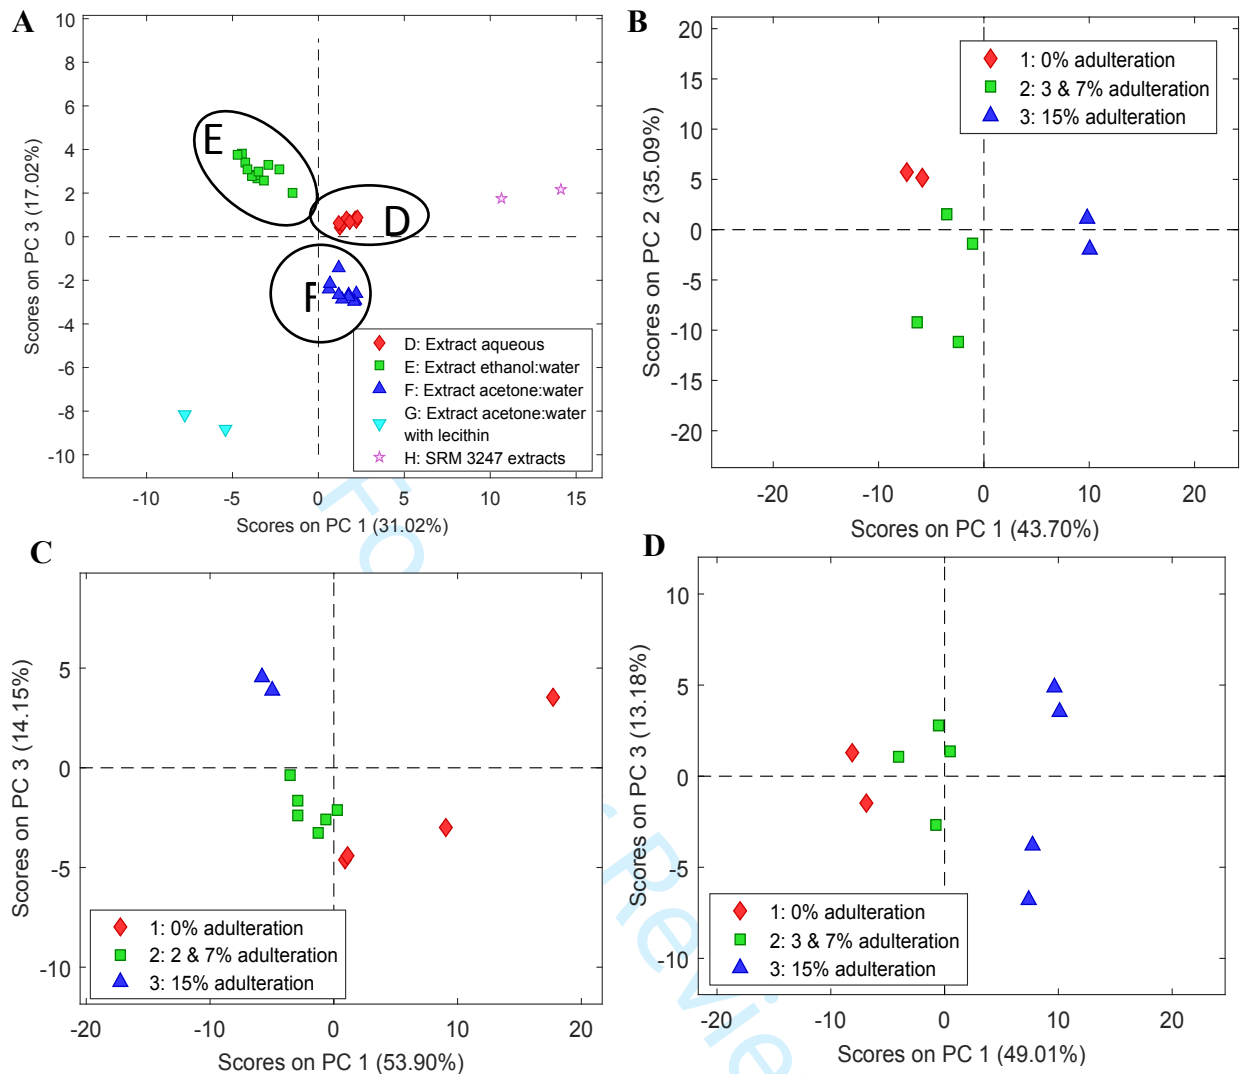 A
10
8
6
4
2
0
-2
-4
-6
-8
-10
Scores on PC 3 (17.02%)
E
D
F
D: Extract aqueous
E: Extract ethanol:water
F: Extract acetone:water
G: Extract acetone:water
with lecithin
H: SRM 3247 extracts
-10
-5
0
5
10
15
Scores on PC 1 (31.02%)
B
20
15
10
5
0
-5
-10
-15
-20
Scores on PC 2 (35.09%)
1: 0% adulteration
2: 3 & 7% adulteration
3: 15% adulteration
-20
-10
0
10
20
Scores on PC 1 (43.70%)
C
5
0
-5
-10
Scores on PC 3 (14.15%)
1: 0% adulteration
2: 2 & 7% adulteration
3: 15% adulteration
-20
-10
0
10
20
Scores on PC 1 (53.90%)
D
10
5
0
-5
-10
Scores on PC 3 (13.18%)
1: 0% adulteration
2: 3 & 7% adulteration
3: 15% adulteration
-20
-10
0
10
20
Scores on PC 1 (49.01%)